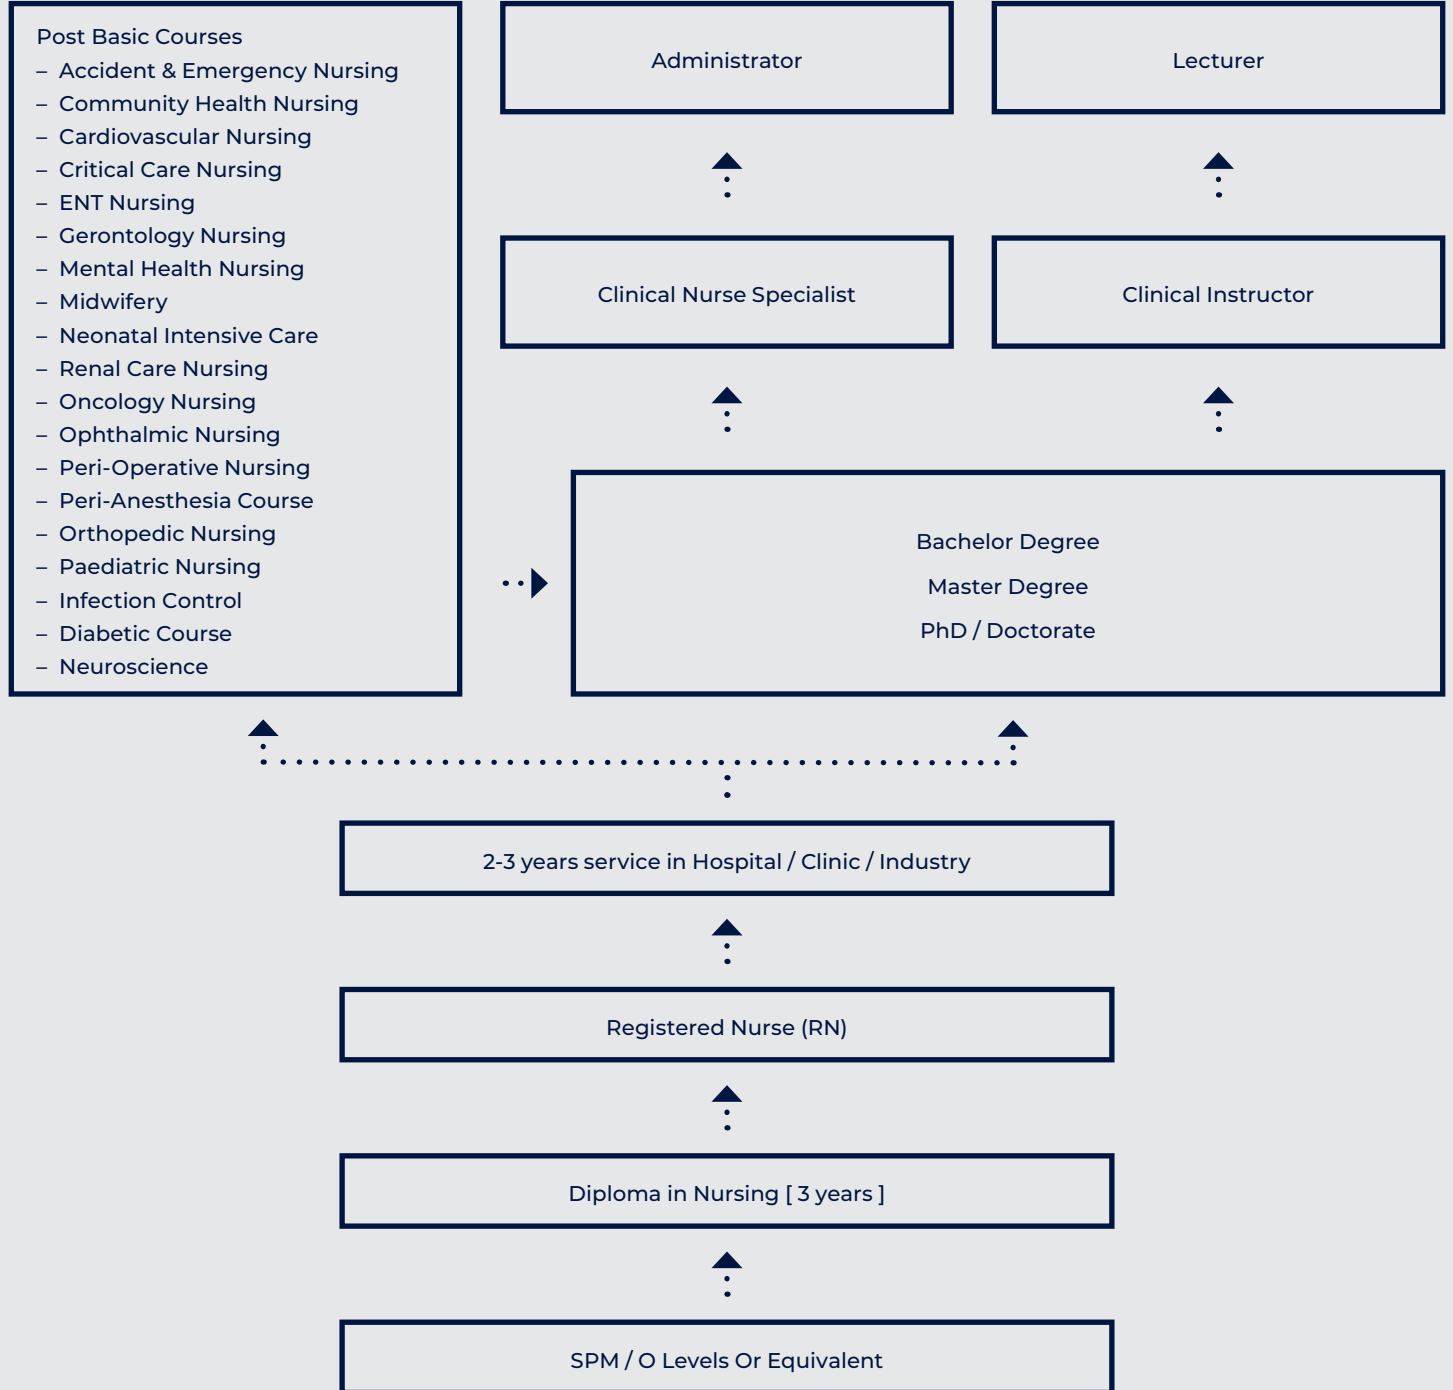 Post Basic Courses
– Accident & Emergency Nursing
– Community Health Nursing
– Cardiovascular Nursing
– Critical Care Nursing
– ENT Nursing
– Gerontology Nursing
– Mental Health Nursing
– Midwifery
– Neonatal Intensive Care
– Renal Care Nursing
– Oncology Nursing
– Ophthalmic Nursing
– Peri-Operative Nursing
– Peri-Anesthesia Course
– Orthopedic Nursing
– Paediatric Nursing
– Infection Control
– Diabetic Course
– Neuroscience
Administrator
Lecturer
Clinical Nurse Specialist
Clinical Instructor
Bachelor Degree
Master Degree
PhD / Doctorate
2-3 years service in Hospital / Clinic / Industry
Registered Nurse (RN)
Diploma in Nursing [ 3 years ]
SPM / O Levels Or Equivalent